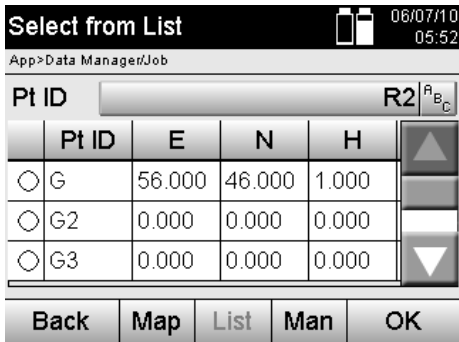 Select from List
06/07/10
05:52
App>Data Manager/Job
Pt ID R2 ABC
Pt ID E N H
G 56.000 46.000 1.000
G2 0.000 0.000 0.000
G3 0.000 0.000 0.000
Back Map List Man OK